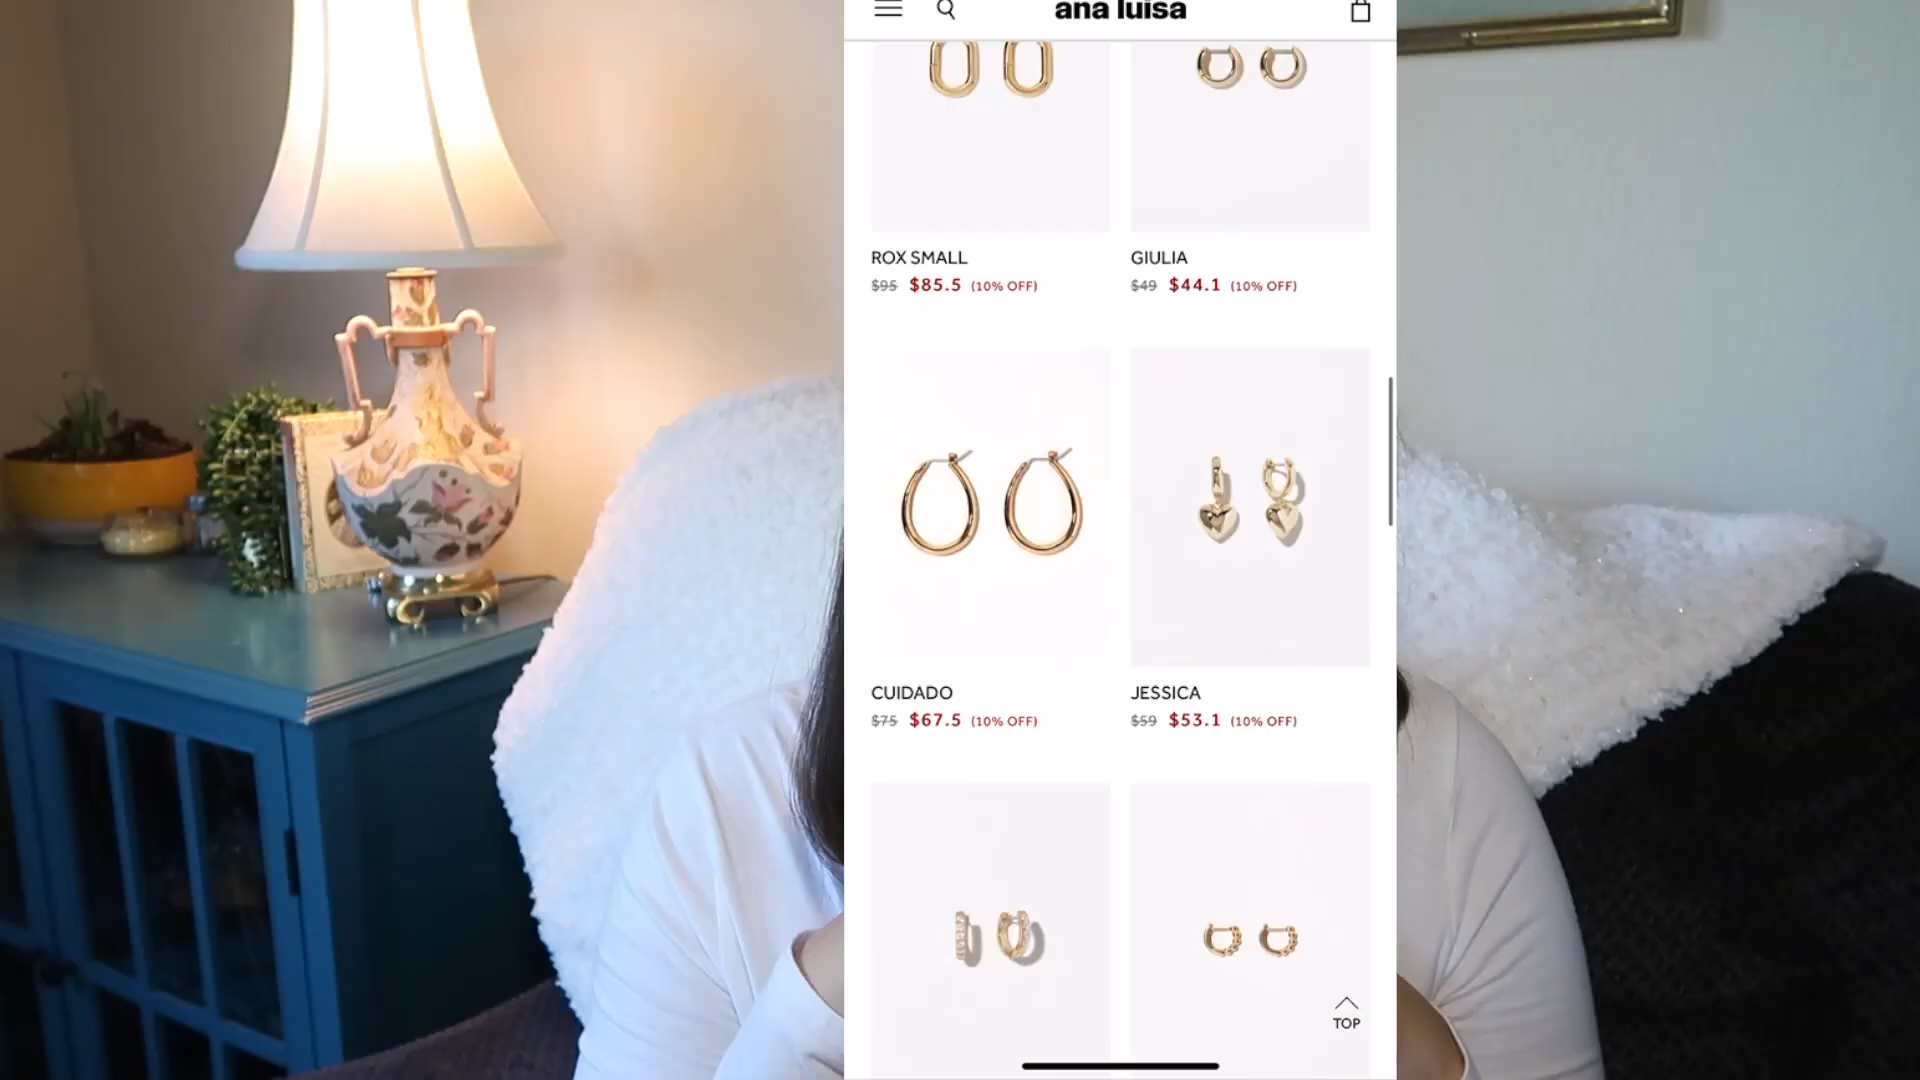 ana luisa
ROX SMALL
$95 $85.5 (10% OFF)
GIULIA
$49 $44.1 (10% OFF)
CUIDADO
$75 $67.5 (10% OFF)
JESSICA
$59 $53.1 (10% OFF)
TOP